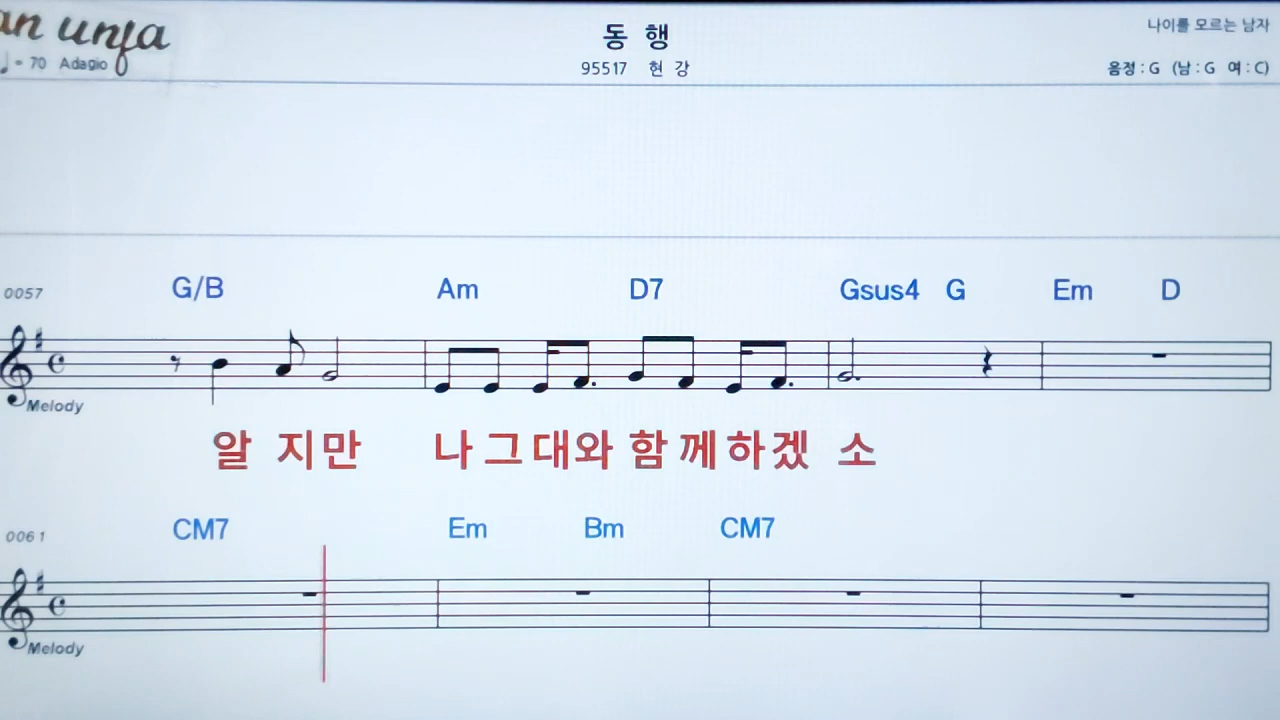 an unja
동 행
나이를 모르는 남자
♩= 70 Adagio
95517 현 강
음정 : G (남 : G 여 : C)
0057 G/B Am D7 Gsus4 G Em D
Melody
알 지만 나 그대와 함 께하겠 소
0061 CM7 Em Bm CM7
Melody